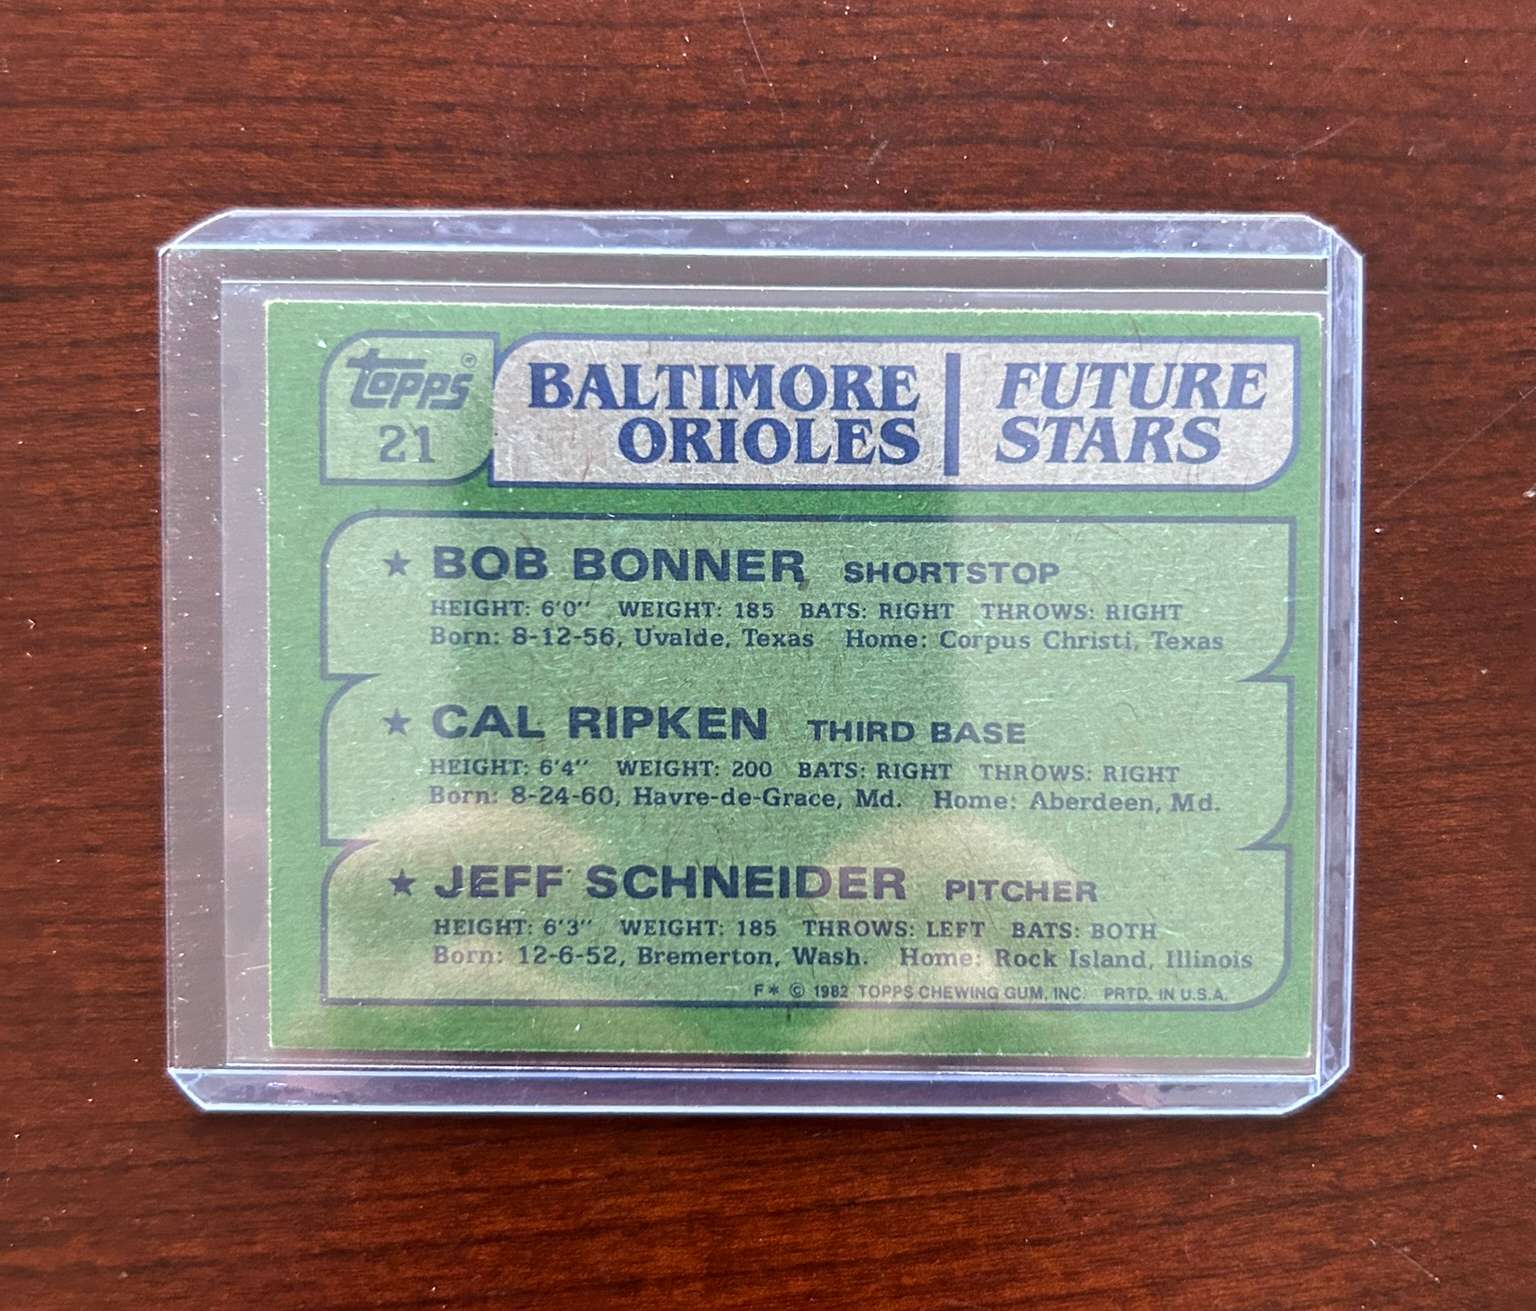 topps®
21
BALTIMORE ORIOLES
FUTURE STARS
★ BOB BONNER SHORTSTOP
HEIGHT: 6'0" WEIGHT: 185 BATS: RIGHT THROWS: RIGHT
Born: 8-12-56, Uvalde, Texas Home: Corpus Christi, Texas
★ CAL RIPKEN THIRD BASE
HEIGHT: 6'4" WEIGHT: 200 BATS: RIGHT THROWS: RIGHT
Born: 8-24-60, Havre-de-Grace, Md. Home: Aberdeen, Md.
★ JEFF SCHNEIDER PITCHER
HEIGHT: 6'3" WEIGHT: 185 THROWS: LEFT BATS: BOTH
Born: 12-6-52, Bremerton, Wash. Home: Rock Island, Illinois
F* © 1982 TOPPS CHEWING GUM, INC. PRTD. IN U.S.A.